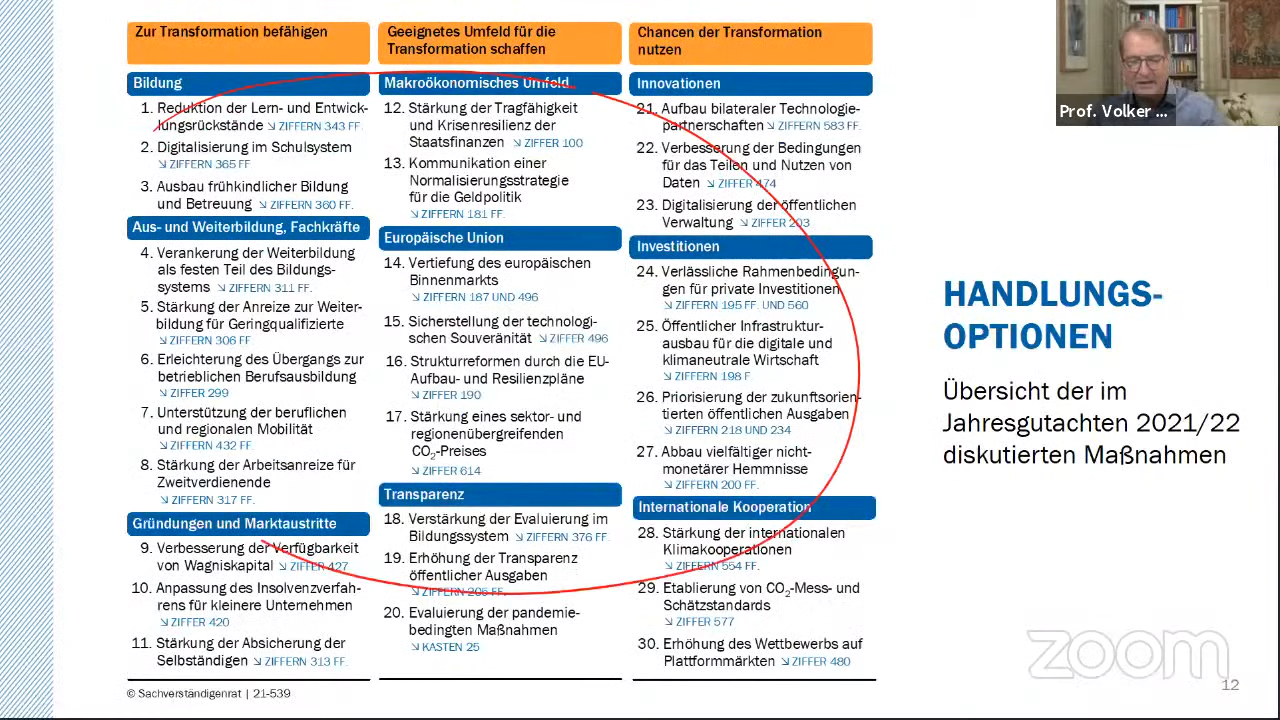 Zur Transformation befähigen
Bildung
1. Reduktion der Lern- und Entwick-
lungsrückstände ↘ ZIFFERN 343 FF.
2. Digitalisierung im Schulsystem
↘ ZIFFERN 365 FF
3. Ausbau frühkindlicher Bildung
und Betreuung ↘ ZIFFERN 360 FF.
Aus- und Weiterbildung, Fachkräfte
4. Verankerung der Weiterbildung
als festen Teil des Bildungs-
systems ↘ ZIFFERN 311 FF.
5. Stärkung der Anreize zur Weiter-
bildung für Geringqualifizierte
↘ ZIFFERN 306 FF
6. Erleichterung des Übergangs zur
betrieblichen Berufsausbildung
↘ ZIFFER 299
7. Unterstützung der beruflichen
und regionalen Mobilität
↘ ZIFFERN 432 FF.
8. Stärkung der Arbeitsanreize für
Zweitverdienende
↘ ZIFFERN 317 FF.
Gründungen und Marktaustritte
9. Verbesserung der Verfügbarkeit
von Wagniskapital ↘ ZIFFER 427
10. Anpassung des Insolvenzverfah-
rens für kleinere Unternehmen
↘ ZIFFER 420
11. Stärkung der Absicherung der
Selbständigen ↘ ZIFFERN 313 FF.
Geeignetes Umfeld für die
Transformation schaffen
Makroökonomisches Umfeld
12. Stärkung der Tragfähigkeit
und Krisenresilienz der
Staatsfinanzen ↘ ZIFFER 100
13. Kommunikation einer
Normalisierungsstrategie
für die Geldpolitik
↘ ZIFFERN 181 FF.
Europäische Union
14. Vertiefung des europäischen
Binnenmarkts
↘ ZIFFERN 187 UND 496
15. Sicherstellung der technologi-
schen Souveränität ↘ ZIFFER 496
16. Strukturreformen durch die EU-
Aufbau- und Resilienzpläne
↘ ZIFFER 190
17. Stärkung eines sektor- und
regionenübergreifenden
CO₂-Preises
↘ ZIFFER 614
Transparenz
18. Verstärkung der Evaluierung im
Bildungssystem ↘ ZIFFERN 376 FF.
19. Erhöhung der Transparenz
öffentlicher Ausgaben
↘ ZIFFERN 206 FF.
20. Evaluierung der pandemie-
bedingten Maßnahmen
↘ KASTEN 25
Chancen der Transformation
nutzen
Innovationen
21. Aufbau bilateraler Technologie-
partnerschaften ↘ ZIFFERN 583 FF.
22. Verbesserung der Bedingungen
für das Teilen und Nutzen von
Daten ↘ ZIFFER 474
23. Digitalisierung der öffentlichen
Verwaltung ↘ ZIFFER 203
Investitionen
24. Verlässliche Rahmenbedingun-
gen für private Investitionen
↘ ZIFFERN 195 FF. UND 560
25. Öffentlicher Infrastruktur-
ausbau für die digitale und
klimaneutrale Wirtschaft
↘ ZIFFERN 198 F
26. Priorisierung der zukunftsorien-
tierten öffentlichen Ausgaben
↘ ZIFFERN 218 UND 234
27. Abbau vielfältiger nicht-
monetärer Hemmnisse
↘ ZIFFERN 200 FF.
Internationale Kooperation
28. Stärkung der internationalen
Klimakooperationen
↘ ZIFFERN 554 FF.
29. Etablierung von CO₂-Mess- und
Schätzstandards
↘ ZIFFER 577
30. Erhöhung des Wettbewerbs auf
Plattformmärkten ↘ ZIFFER 480
© Sachverständigenrat | 21-539
Prof. Volker ...
HANDLUNGS-
OPTIONEN
Übersicht der im
Jahresgutachten 2021/22
diskutierten Maßnahmen
zoom
12